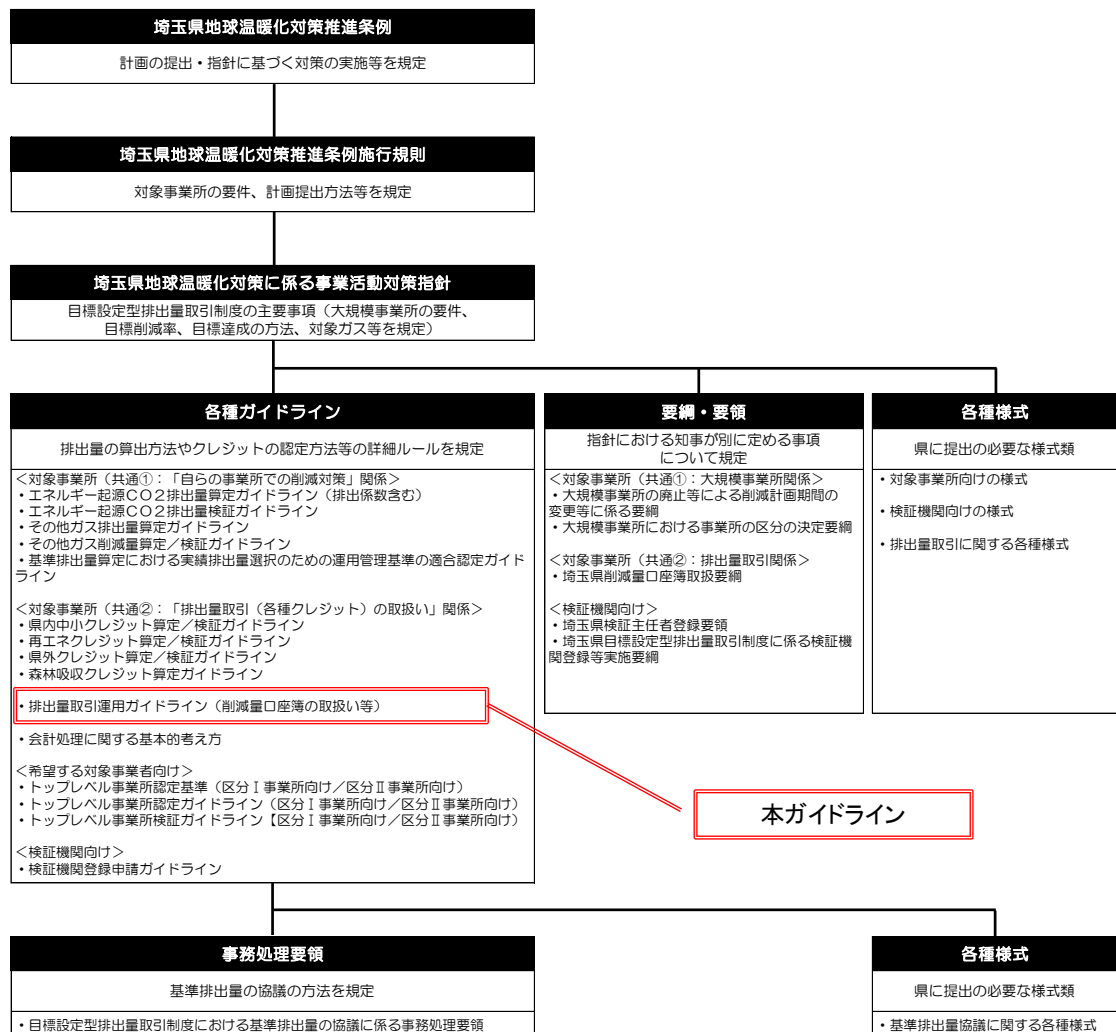 埼玉県地球温暖化対策推進条例
計画の提出・指針に基づく対策の実施等を規定
埼玉県地球温暖化対策推進条例施行規則
対象事業所の要件、計画提出方法等を規定
埼玉県地球温暖化対策に係る事業活動対策指針
目標設定型排出量取引制度の主要事項（大規模事業所の要件、
目標削減率、目標達成の方法、対象ガス等を規定）
各種ガイドライン
排出量の算出方法やクレジットの認定方法等の詳細ルールを規定
＜対象事業所（共通①：「自らの事業所での削減対策」関係＞
・エネルギー起源ＣＯ２排出量算定ガイドライン（排出係数含む）
・エネルギー起源ＣＯ２排出量検証ガイドライン
・その他ガス排出量算定ガイドライン
・その他ガス削減量算定／検証ガイドライン
・基準排出量算定における実績排出量選択のための運用管理基準の適合認定ガイド
ライン
＜対象事業所（共通②：「排出量取引（各種クレジット）の取扱い」関係＞
・県内中小クレジット算定／検証ガイドライン
・再エネクレジット算定／検証ガイドライン
・県外クレジット算定／検証ガイドライン
・森林吸収クレジット算定ガイドライン
・排出量取引運用ガイドライン（削減量口座簿の取扱い等）
・会計処理に関する基本的考え方
＜希望する対象事業者向け＞
・トップレベル事業所認定基準（区分Ⅰ事業所向け／区分Ⅱ事業所向け）
・トップレベル事業所認定ガイドライン（区分Ⅰ事業所向け／区分Ⅱ事業所向け）
・トップレベル事業所検証ガイドライン【区分Ⅰ事業所向け／区分Ⅱ事業所向け）
＜検証機関向け＞
・検証機関登録申請ガイドライン
要綱・要領
指針における知事が別に定める事項
について規定
＜対象事業所（共通①：大規模事業所関係＞
・大規模事業所の廃止等による削減計画期間の
変更等に係る要綱
・大規模事業所における事業所の区分の決定要綱
＜対象事業所（共通②：排出量取引関係＞
・埼玉県削減量口座簿取扱要綱
＜検証機関向け＞
・埼玉県検証主任者登録要領
・埼玉県目標設定型排出量取引制度に係る検証機
関登録等実施要綱
各種様式
県に提出の必要な様式類
・対象事業所向けの様式
・検証機関向けの様式
・排出量取引に関する各種様式
本ガイドライン
事務処理要領
基準排出量の協議の方法を規定
・目標設定型排出量取引制度における基準排出量の協議に係る事務処理要領
各種様式
県に提出の必要な様式類
・基準排出量協議に関する各種様式